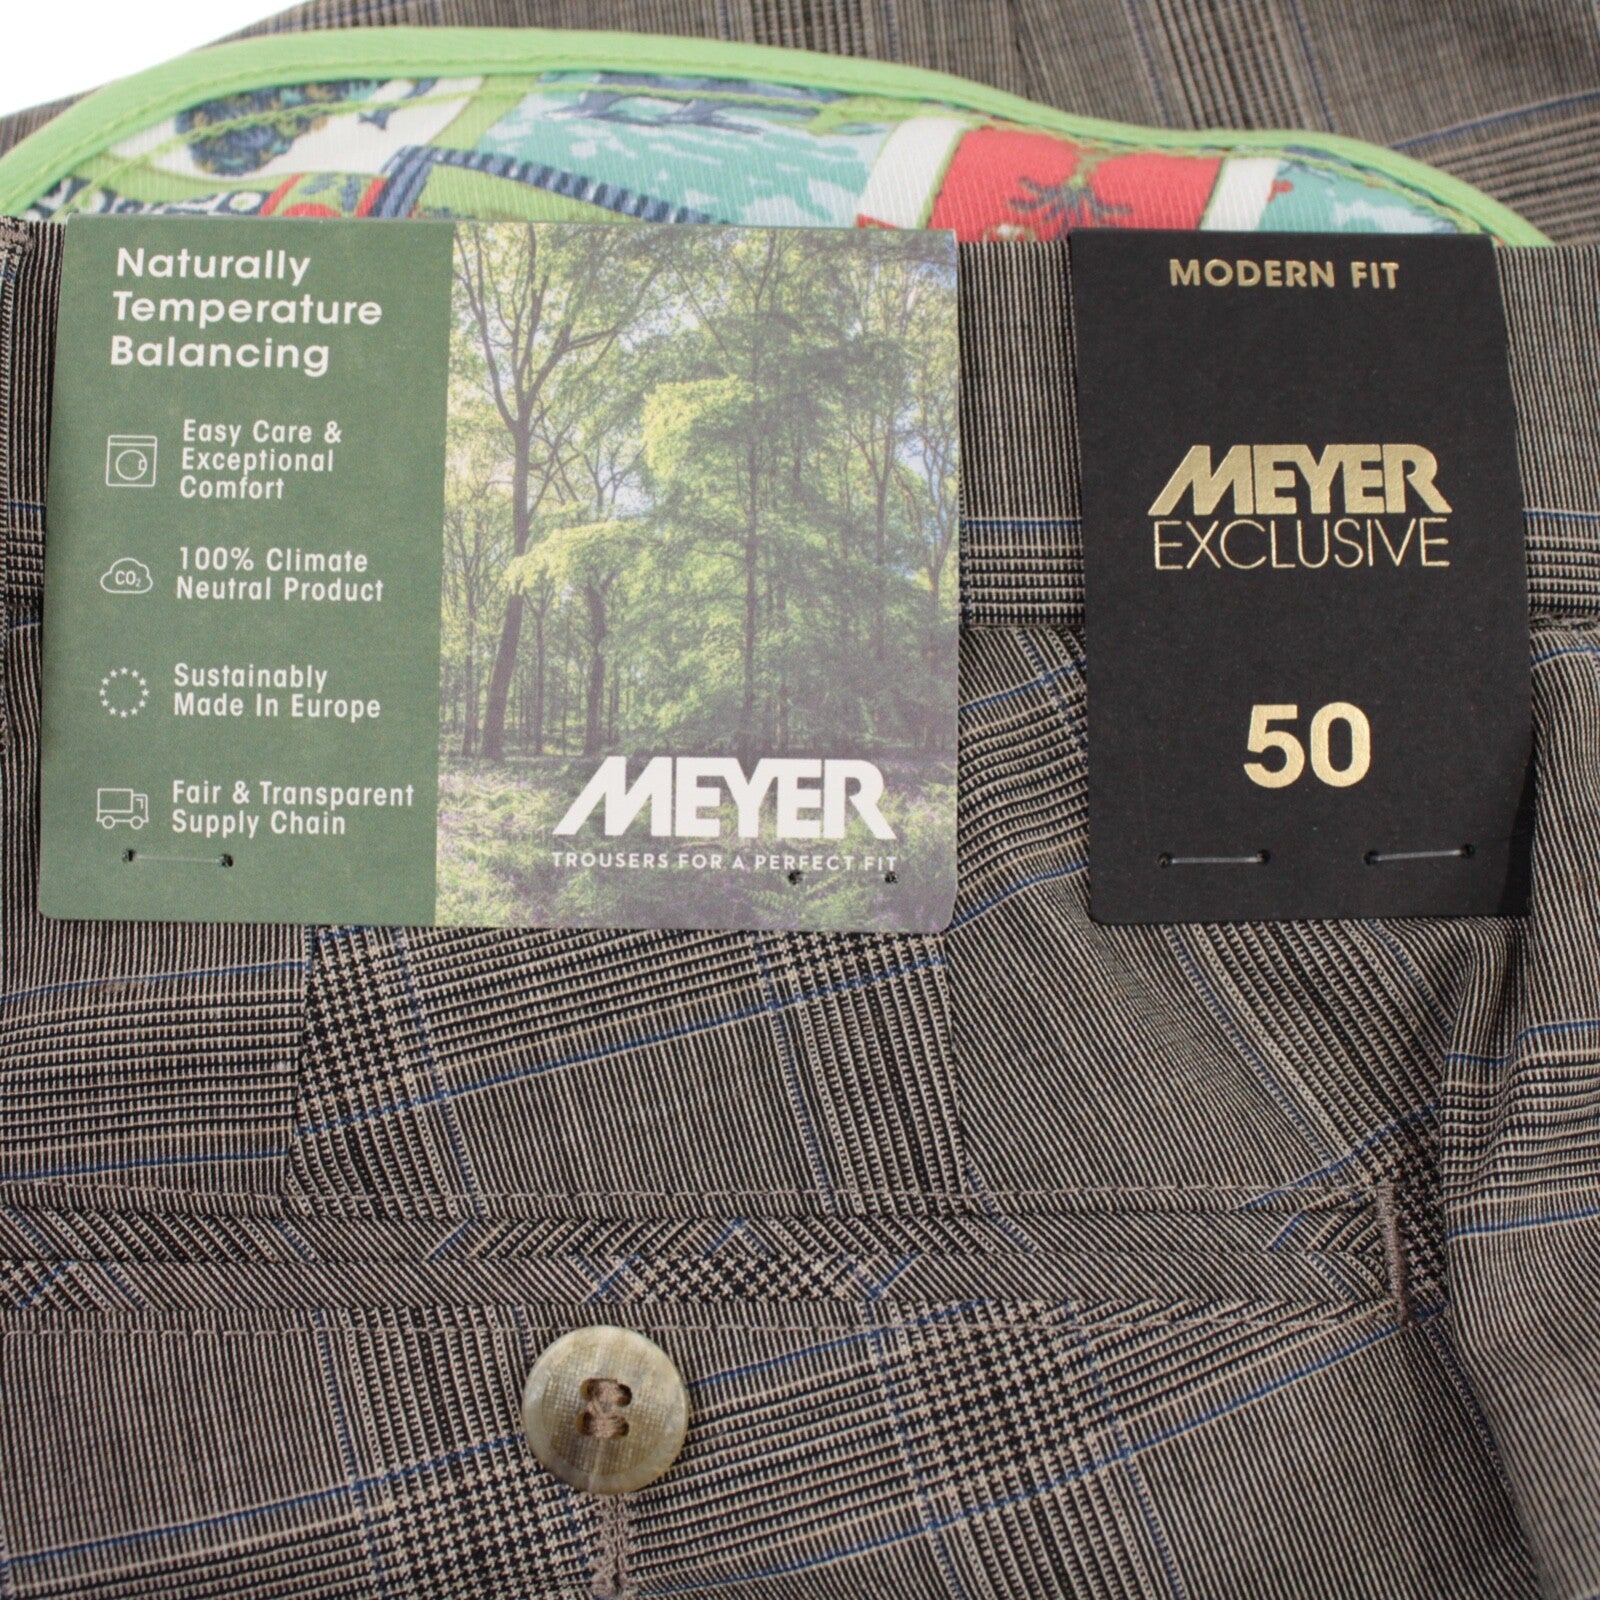 Naturally
Temperature
Balancing
Easy Care &
Exceptional
Comfort
CO₂
100% Climate
Neutral Product
Sustainably
Made In Europe
Fair & Transparent
Supply Chain
MEYER
TROUSERS FOR A PERFECT FIT
MODERN FIT
MEYER
EXCLUSIVE
50